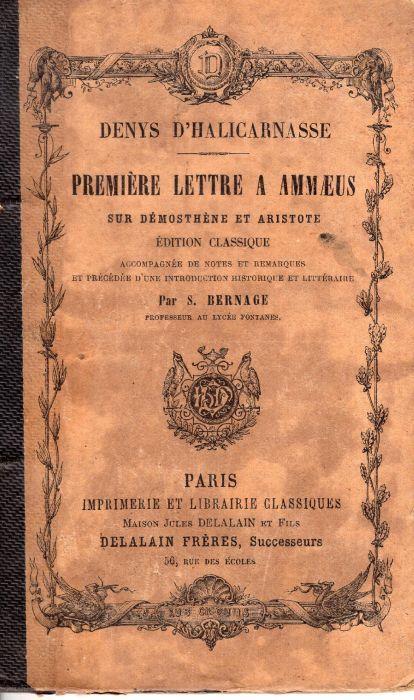 D
DENYS D'HALICARNASSE
PREMIÈRE LETTRE A AMMÆUS
SUR DÉMOSTHÈNE ET ARISTOTE
ÉDITION CLASSIQUE
ACCOMPAGNÉE DE NOTES ET REMARQUES
ET PRÉCÉDÉE D'UNE INTRODUCTION HISTORIQUE ET LITTÉRAIRE
Par S. BERNAGE
PROFESSEUR AU LYCÉE FONTANES.
PARIS
IMPRIMERIE ET LIBRAIRIE CLASSIQUES
MAISON JULES DELALAIN ET FILS
DELALAIN FRÈRES, Successeurs
56, RUE DES ÉCOLES